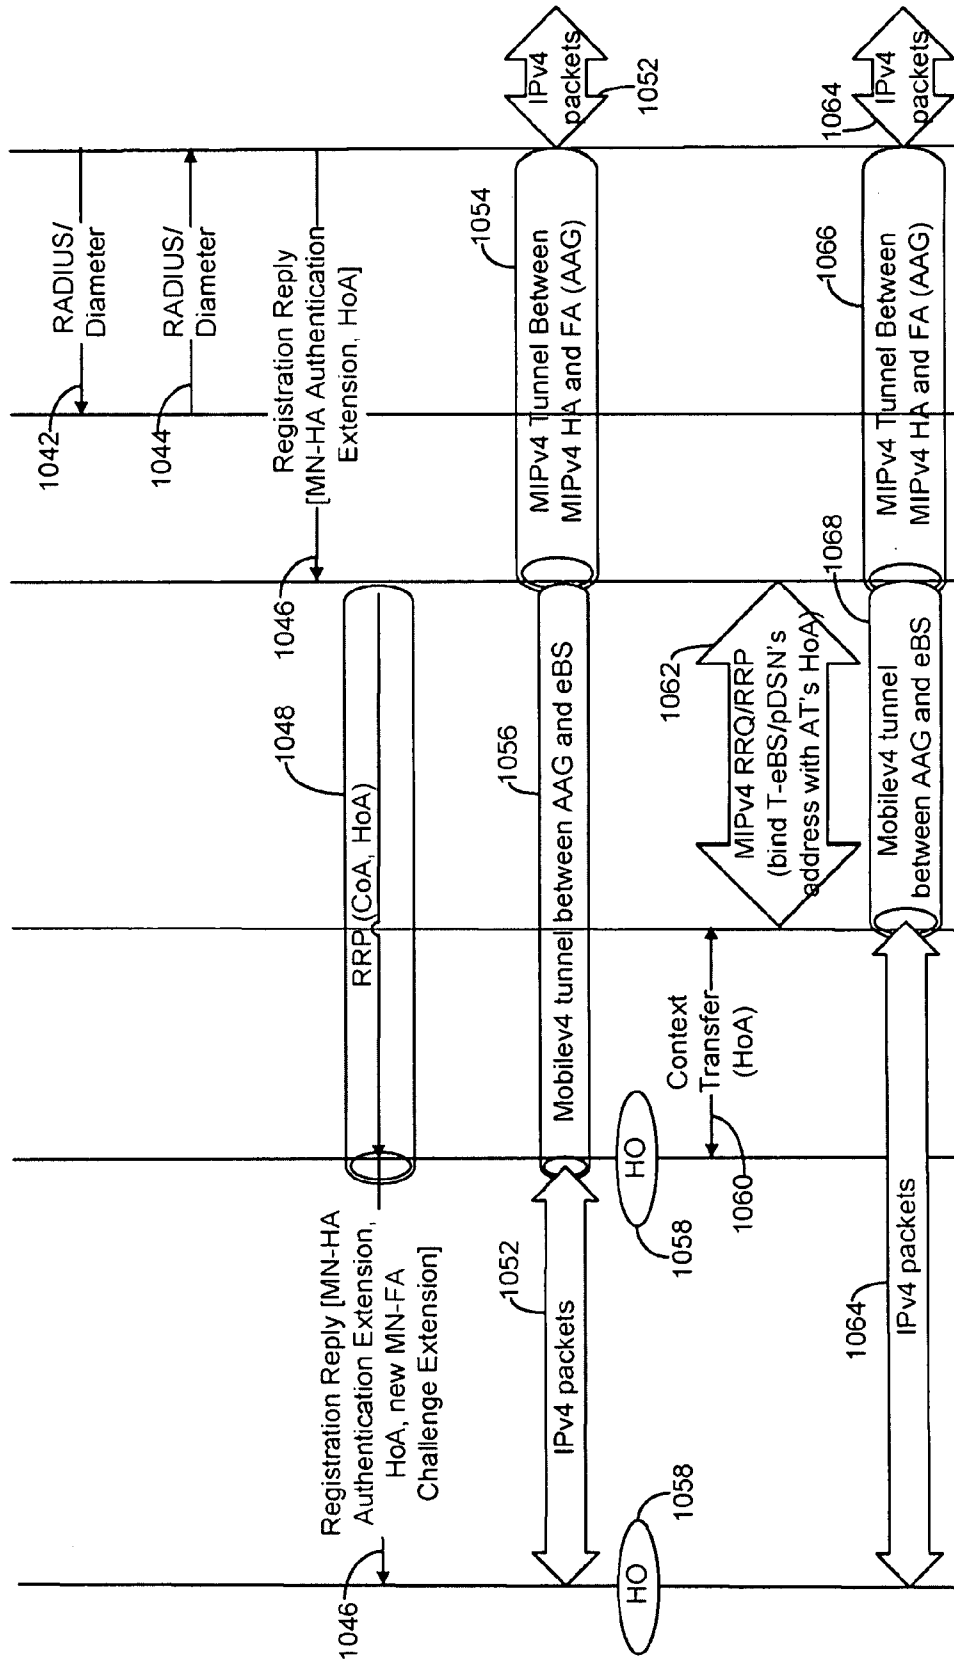 1042
RADIUS/
Diameter
1044
RADIUS/
Diameter
Registration Reply
[MN-HA Authentication
Extension, HoA]
1046
1048
RRP (CoA, HoA)
Registration Reply [MN-HA
Authentication Extension,
HoA, new MN-FA
Challenge Extension]
1046
1052
IPv4 packets
1056
Mobilev4 tunnel between AAG and eBS
1054
MIPv4 Tunnel Between
MIPv4 HA and FA (AAG)
IPv4
packets
1052
HO
1058
HO
1058
Context
Transfer
(HoA)
1060
1062
MIPv4 RRQ/RRP
(bind T-eBS/pDSN's
address with AT's HoA)
1064
IPv4 packets
1068
Mobilev4 tunnel
between AAG and eBS
1066
MIPv4 Tunnel Between
MIPv4 HA and FA (AAG)
1064
IPv4
packets